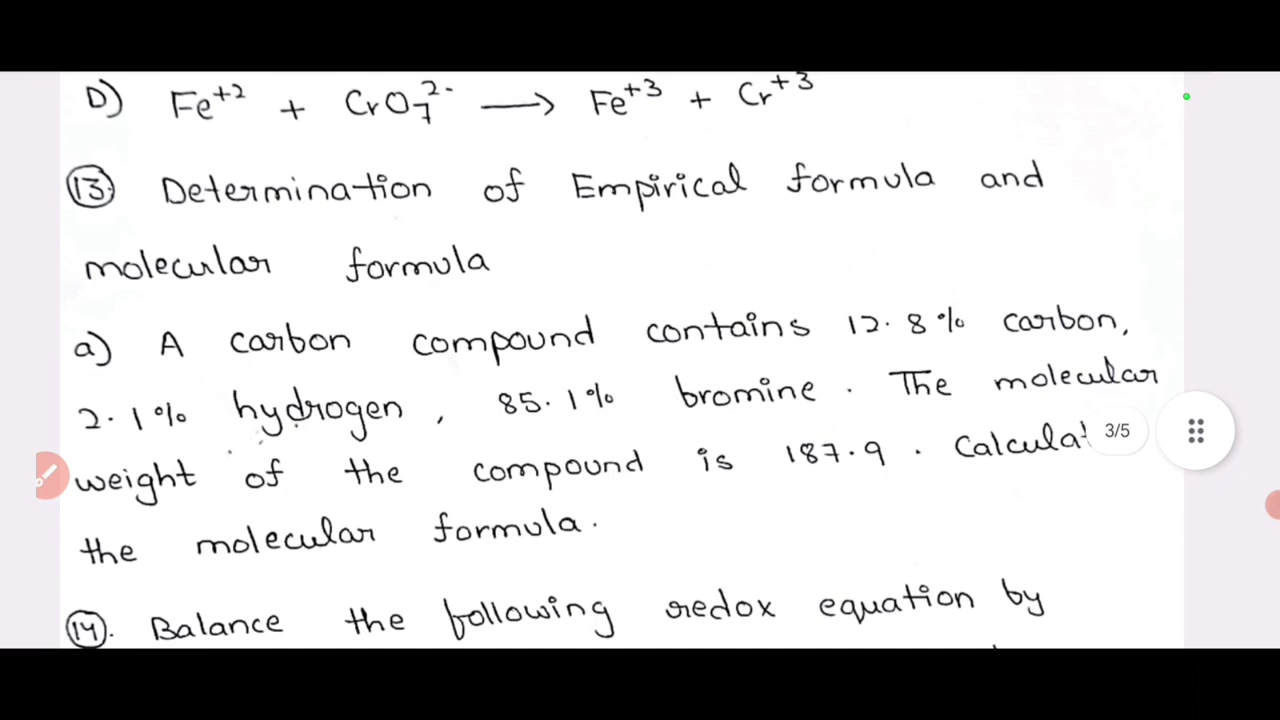 D) Fe⁺² + CrO₇²⁻ ⟶ Fe⁺³ + Cr⁺³
13. Determination of Empirical formula and
molecular formula
a) A carbon compound contains 12.8% carbon,
2.1% hydrogen, 85.1% bromine. The molecular
weight of the compound is 187.9. Calculat
3/5
the molecular formula.
14. Balance the following redox equation by